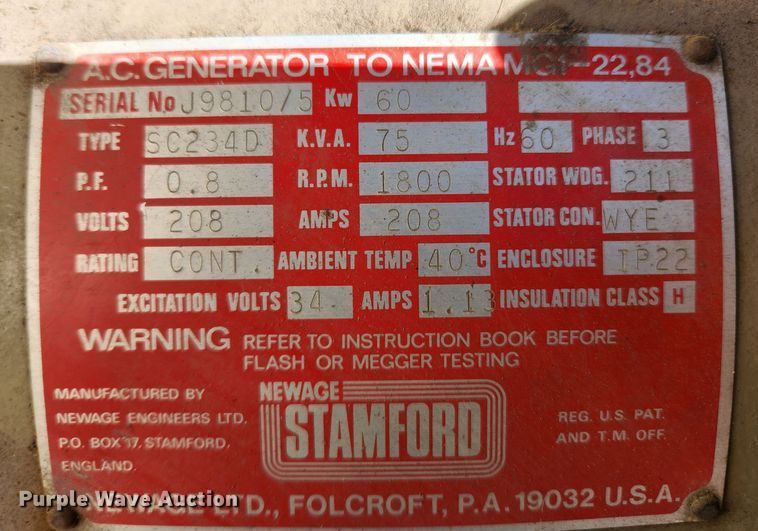 A.C. GENERATOR TO NEMA MG1-22,84
SERIAL No J9810/5 Kw 60
TYPE SC234D K.V.A. 75 Hz 60 PHASE 3
P.F. 0.8 R.P.M. 1800 STATOR WDG. 211
VOLTS 208 AMPS 208 STATOR CON. WYE
RATING CONT. AMBIENT TEMP 40°C ENCLOSURE IP22
EXCITATION VOLTS 34 AMPS 1.13 INSULATION CLASS H
WARNING REFER TO INSTRUCTION BOOK BEFORE
FLASH OR MEGGER TESTING
MANUFACTURED BY
NEWAGE ENGINEERS LTD.
P.O. BOX 17, STAMFORD,
ENGLAND.
NEWAGE
STAMFORD
REG. U.S. PAT.
AND T.M. OFF.
NEWAGE LTD., FOLCROFT, P.A. 19032 U.S.A.
Purple Wave Auction